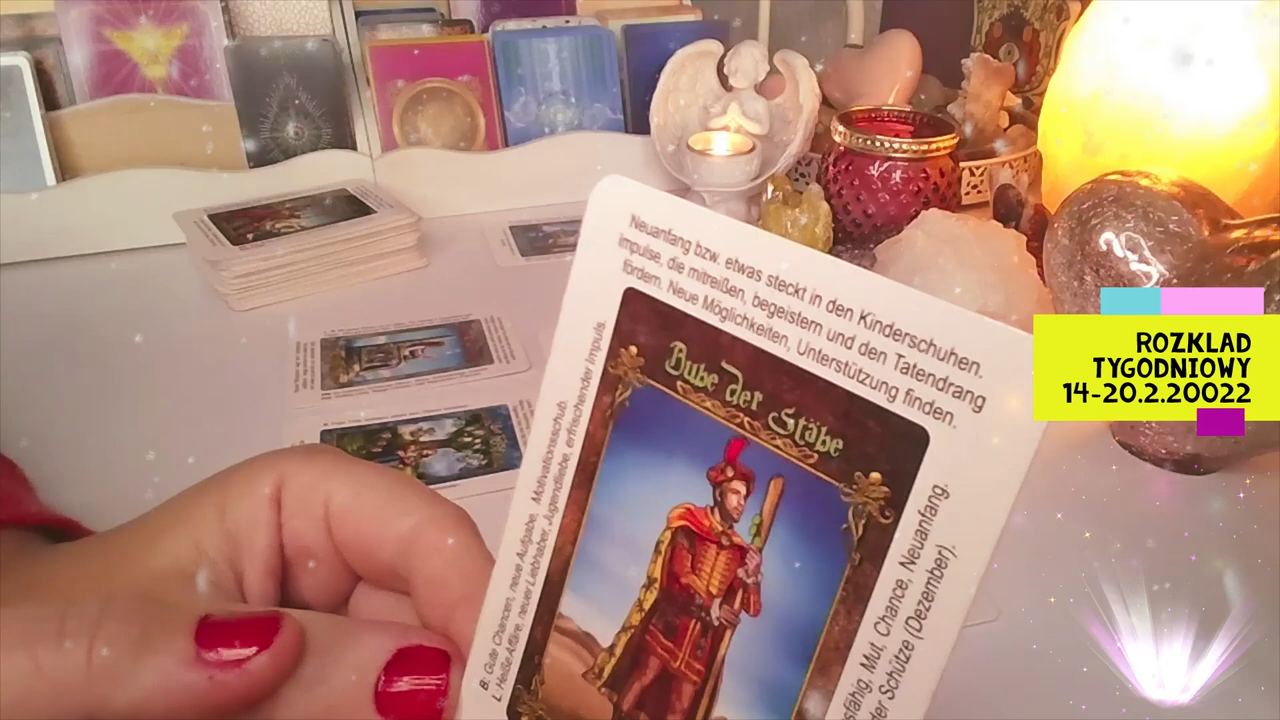 Neuanfang bzw. etwas steckt in den Kinderschuhen.
Impulse, die mitreißen, begeistern und den Tatendrang
fördern. Neue Möglichkeiten, Unterstützung finden.
Bube der Stäbe
B: Gute Chancen, neue Aufgabe, Motivationsschub.
L: Heiße Affäre, neuer Liebhaber, Jugendliebe, erfrischender Impuls.
Mut, Chance, Neuanfang.
Schütze (Dezember).
ROZKLAD
TYGODNIOWY
14-20.2.20022